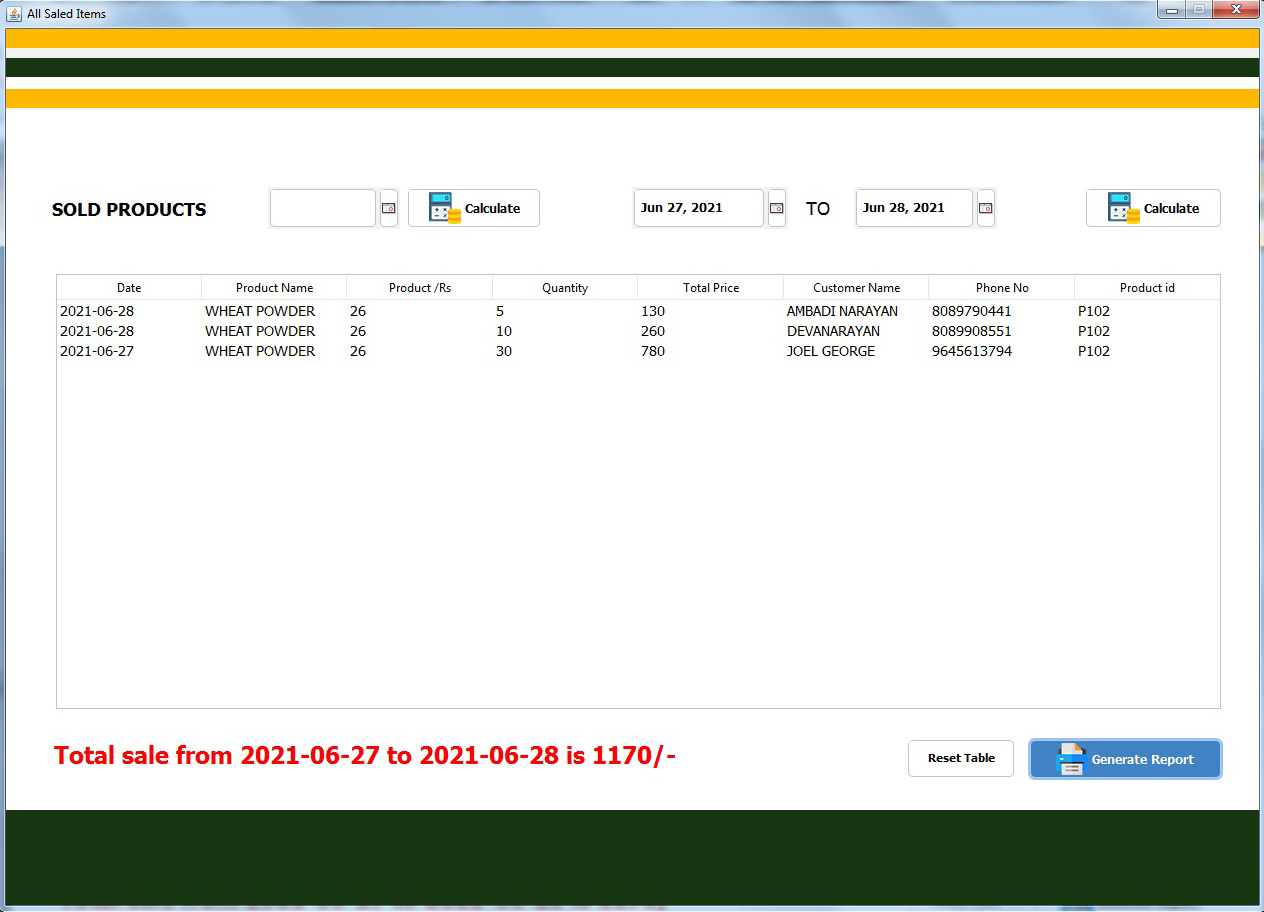 All Saled Items
SOLD PRODUCTS Calculate Jun 27, 2021 TO Jun 28, 2021 Calculate
Date Product Name Product /Rs Quantity Total Price Customer Name Phone No Product id
2021-06-28 WHEAT POWDER 26 5 130 AMBADI NARAYAN 8089790441 P102
2021-06-28 WHEAT POWDER 26 10 260 DEVANARAYAN 8089908551 P102
2021-06-27 WHEAT POWDER 26 30 780 JOEL GEORGE 9645613794 P102
Total sale from 2021-06-27 to 2021-06-28 is 1170/- Reset Table Generate Report